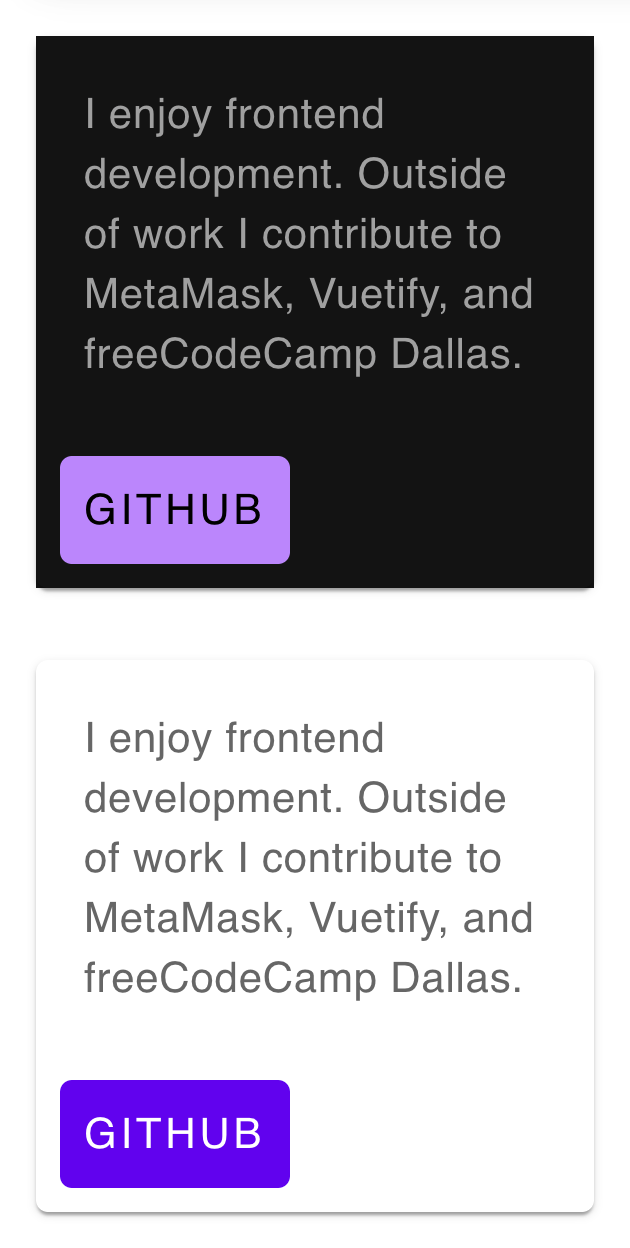 I enjoy frontend
development. Outside
of work I contribute to
MetaMask, Vuetify, and
freeCodeCamp Dallas.
GITHUB
I enjoy frontend
development. Outside
of work I contribute to
MetaMask, Vuetify, and
freeCodeCamp Dallas.
GITHUB